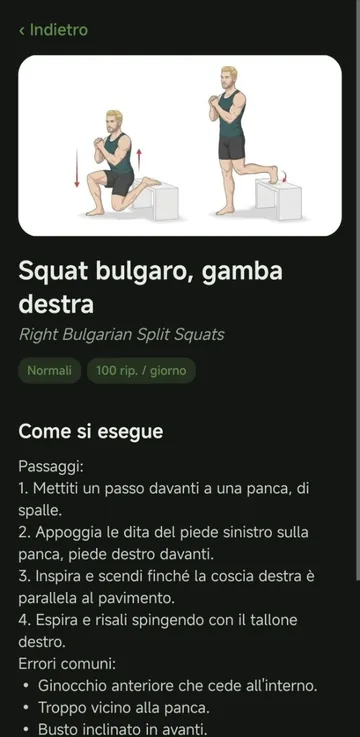 ‹ Indietro
Squat bulgaro, gamba
destra
Right Bulgarian Split Squats
Normali
100 rip. / giorno
Come si esegue
Passaggi:
1. Mettiti un passo davanti a una panca, di
spalle.
2. Appoggia le dita del piede sinistro sulla
panca, piede destro davanti.
3. Inspira e scendi finché la coscia destra è
parallela al pavimento.
4. Espira e risali spingendo con il tallone
destro.
Errori comuni:
• Ginocchio anteriore che cede all'interno.
• Troppo vicino alla panca.
• Busto inclinato in avanti.